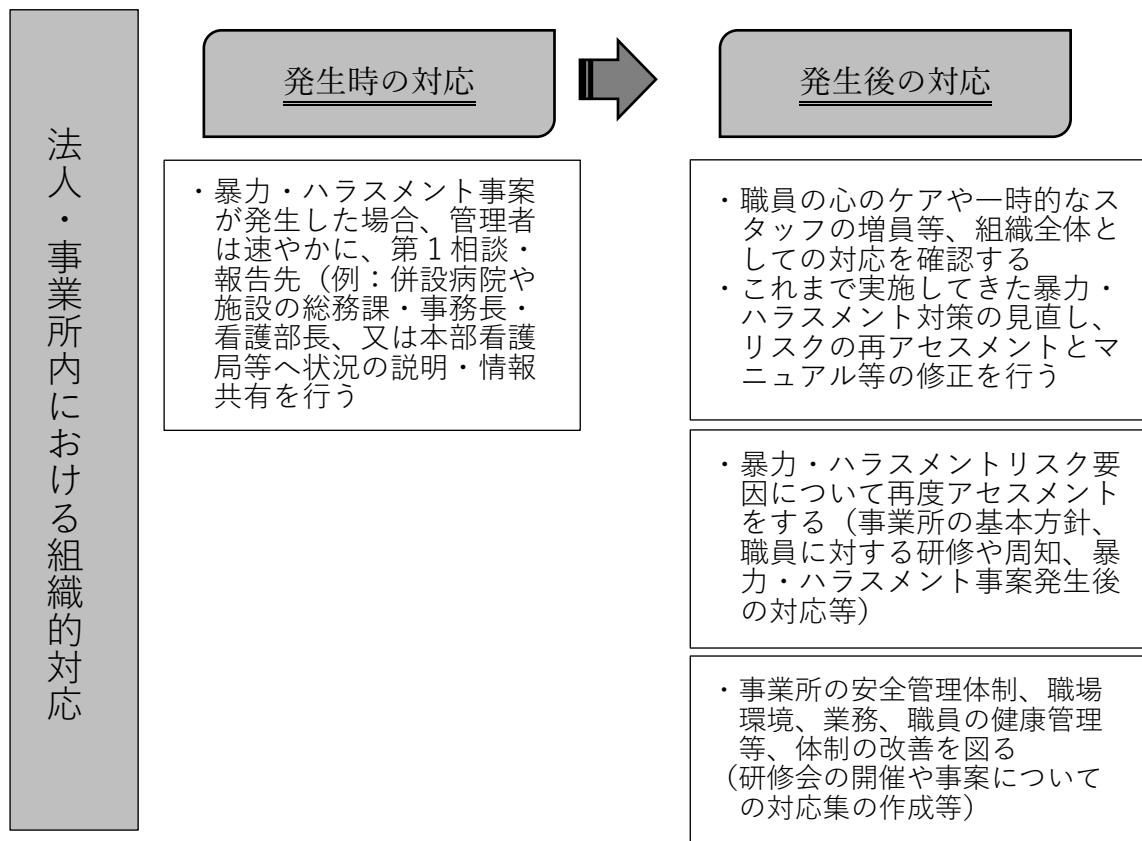 法人・事業所内における組織的対応
発生時の対応
・暴力・ハラスメント事案
が発生した場合、管理者
は速やかに、第１相談・
報告先（例：併設病院や
施設の総務課・事務長・
看護部長、又は本部看護
局等へ状況の説明・情報
共有を行う
発生後の対応
・職員の心のケアや一時的なス
タッフの増員等、組織全体と
しての対応を確認する
・これまで実施してきた暴力・
ハラスメント対策の見直し、
リスクの再アセスメントとマ
ニュアル等の修正を行う
・暴力・ハラスメントリスク要
因について再度アセスメント
をする（事業所の基本方針、
職員に対する研修や周知、暴
力・ハラスメント事案発生後
の対応等）
・事業所の安全管理体制、職場
環境、業務、職員の健康管理
等、体制の改善を図る
（研修会の開催や事案について
の対応集の作成等）